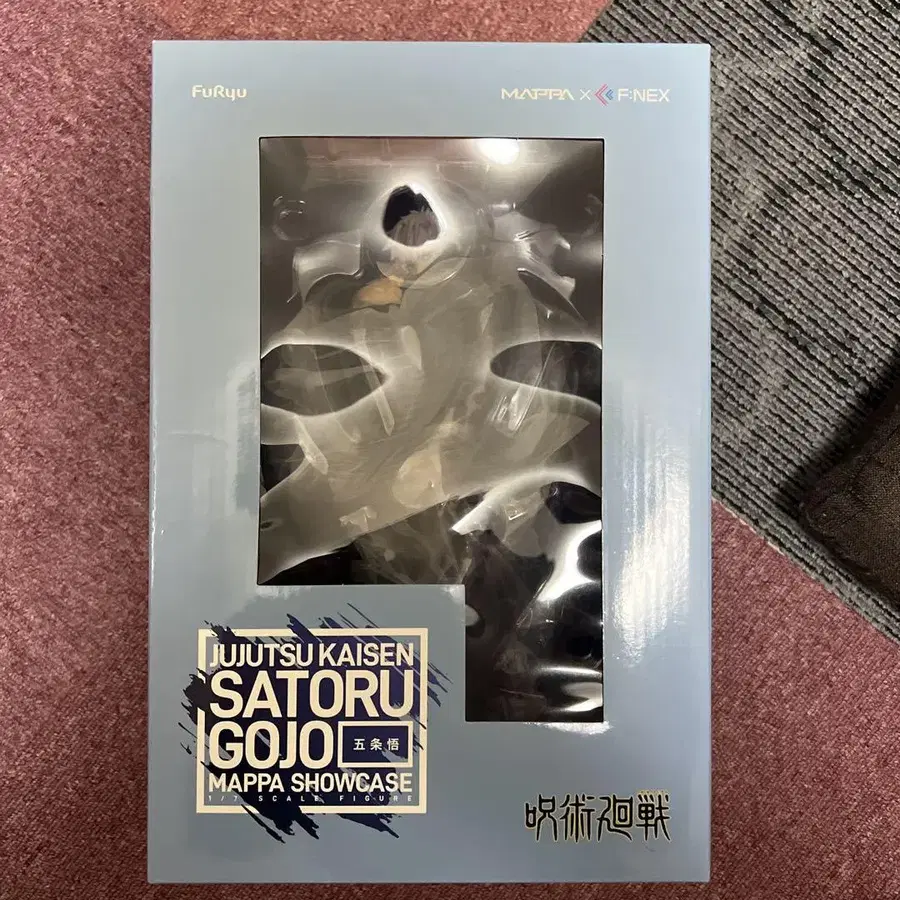 FuRyu
MAPPA × F:NEX
JUJUTSU KAISEN
SATORU
GOJO 五条悟
MAPPA SHOWCASE
1/7 SCALE FIGURE
呪術廻戦